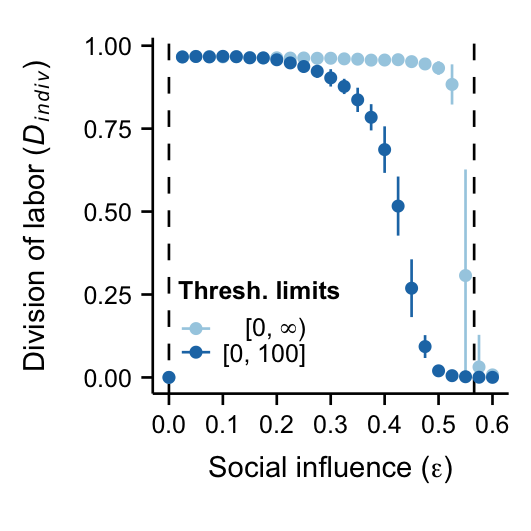 Division of labor (D_indiv)
1.00
0.75
0.50
0.25
0.00
Thresh. limits
[0, ∞)
[0, 100]
0.0 0.1 0.2 0.3 0.4 0.5 0.6
Social influence (ε)